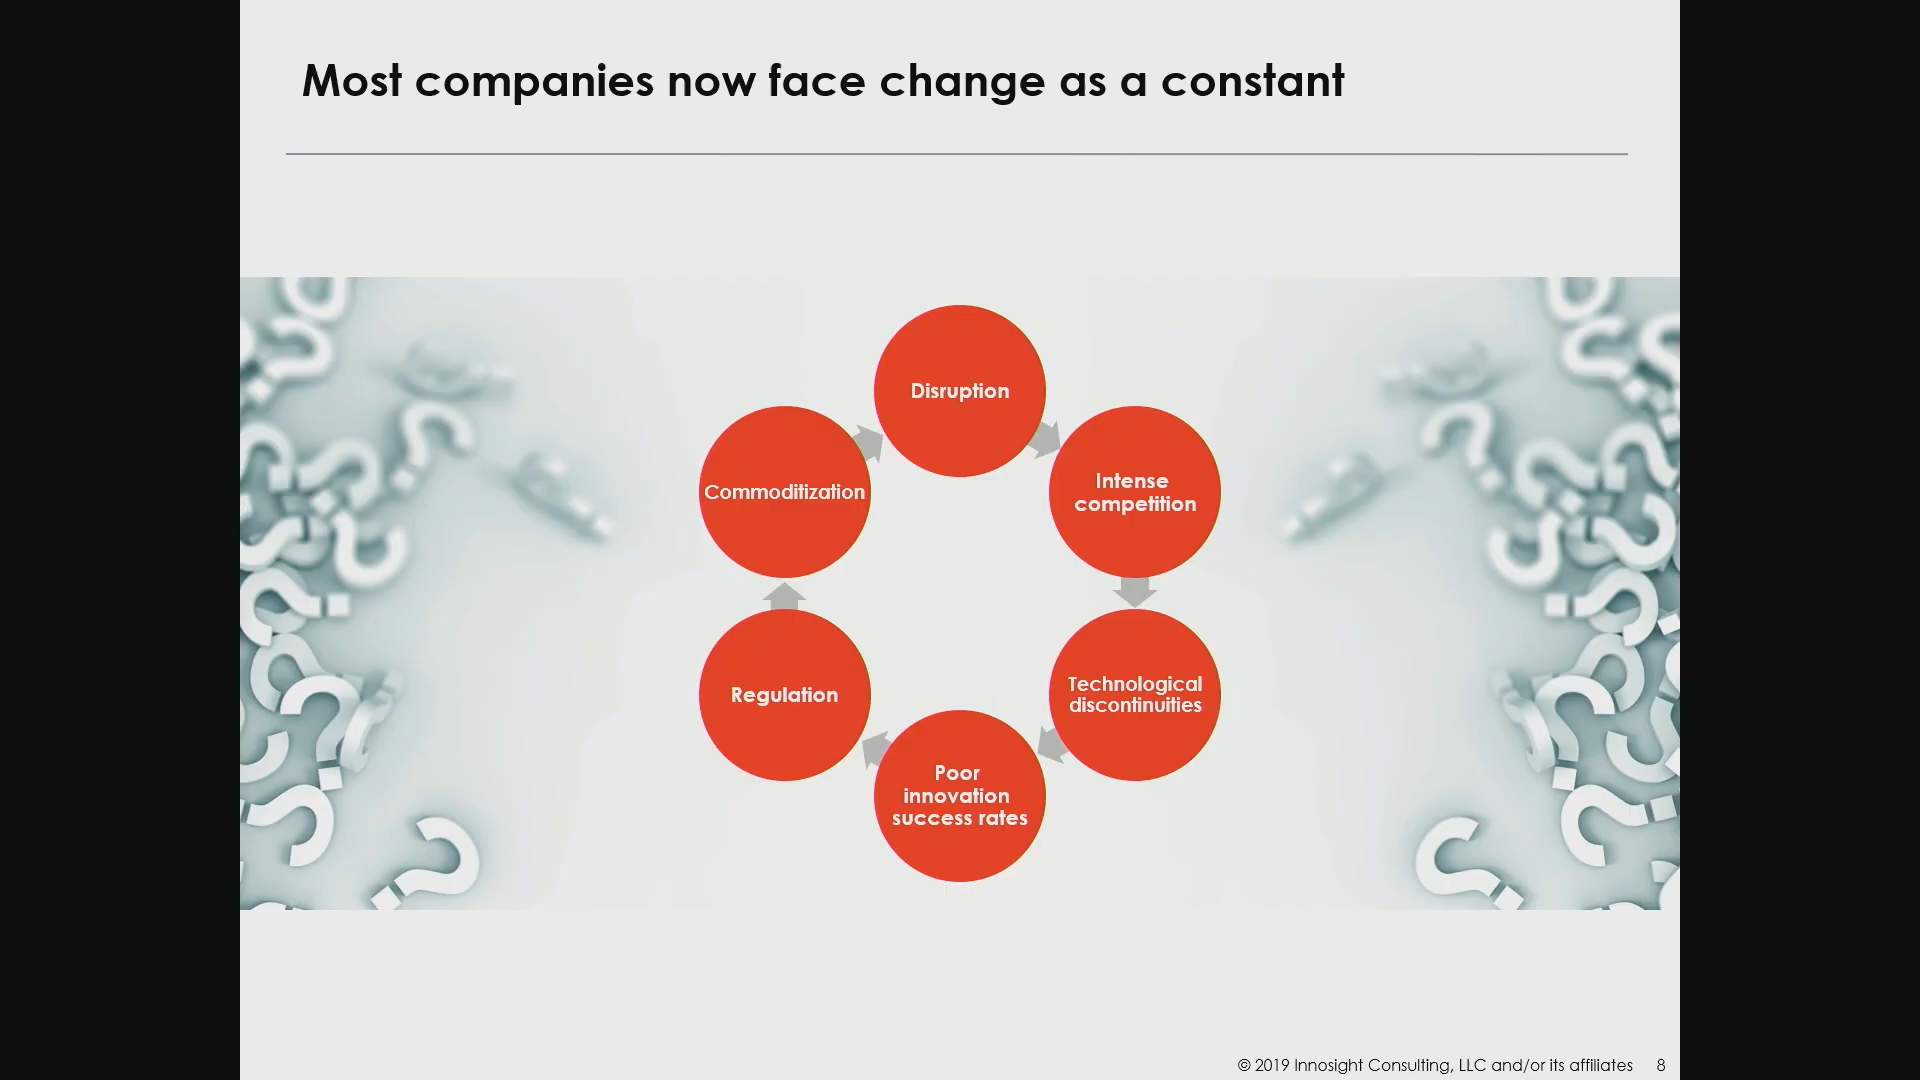 Most companies now face change as a constant
Disruption
Intense
competition
Technological
discontinuities
Poor
innovation
success rates
Regulation
Commoditization
© 2019 Innosight Consulting, LLC and/or its affiliates 8